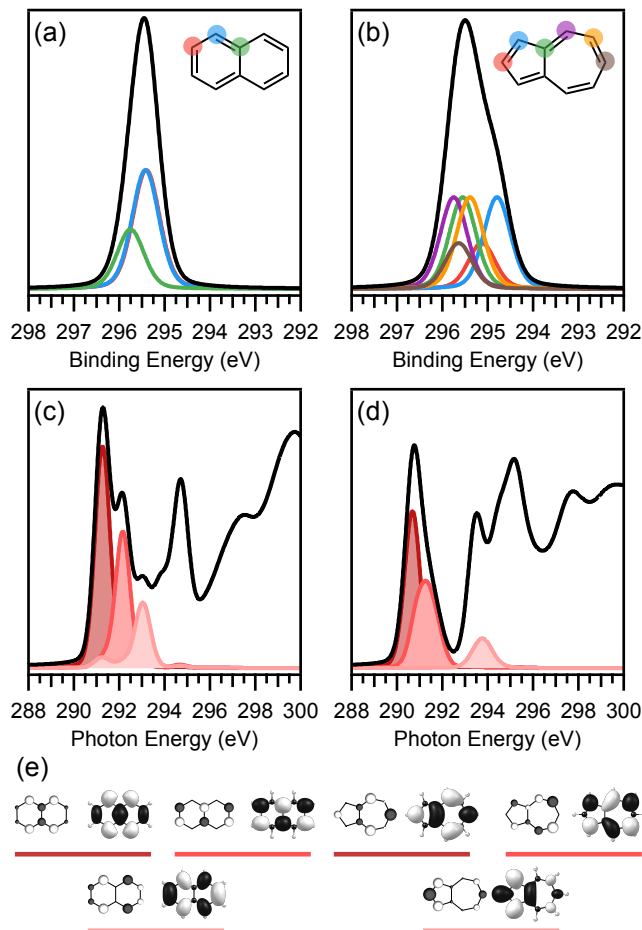 (a)
(b)
298 297 296 295 294 293 292
298 297 296 295 294 293 292
Binding Energy (eV)
Binding Energy (eV)
(c)
(d)
288 290 292 294 296 298 300
288 290 292 294 296 298 300
Photon Energy (eV)
Photon Energy (eV)
(e)